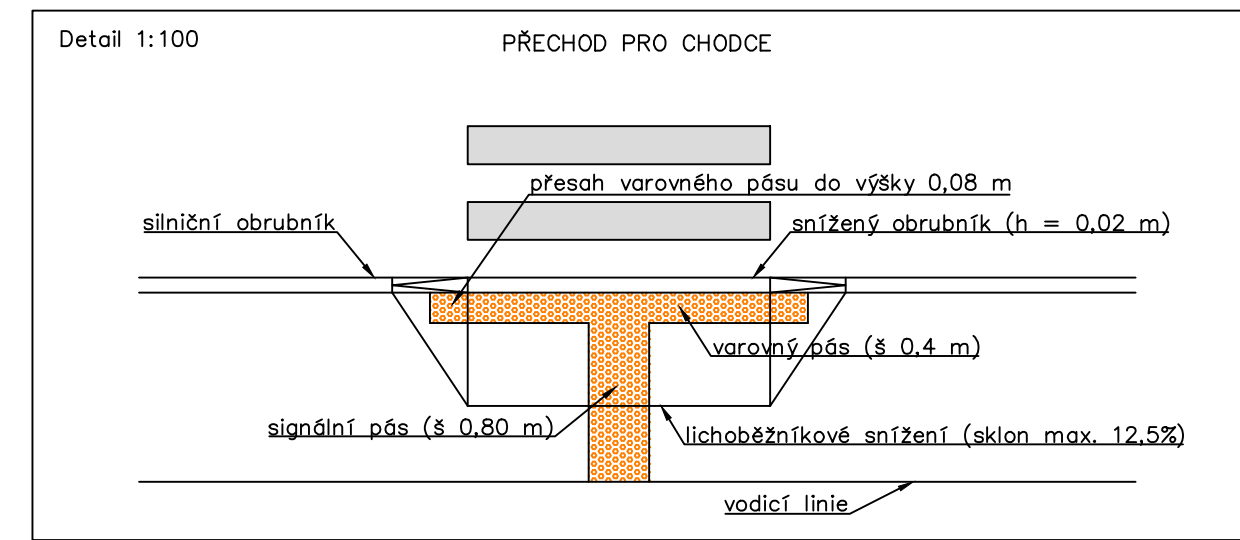 Detail 1:100
PŘECHOD PRO CHODCE
přesah varovného pásu do výšky 0,08 m
silniční obrubník
snížený obrubník (h = 0,02 m)
varovný pás (š 0,4 m)
signální pás (š 0,80 m)
lichoběžníkové snížení (sklon max. 12,5%)
vodicí linie